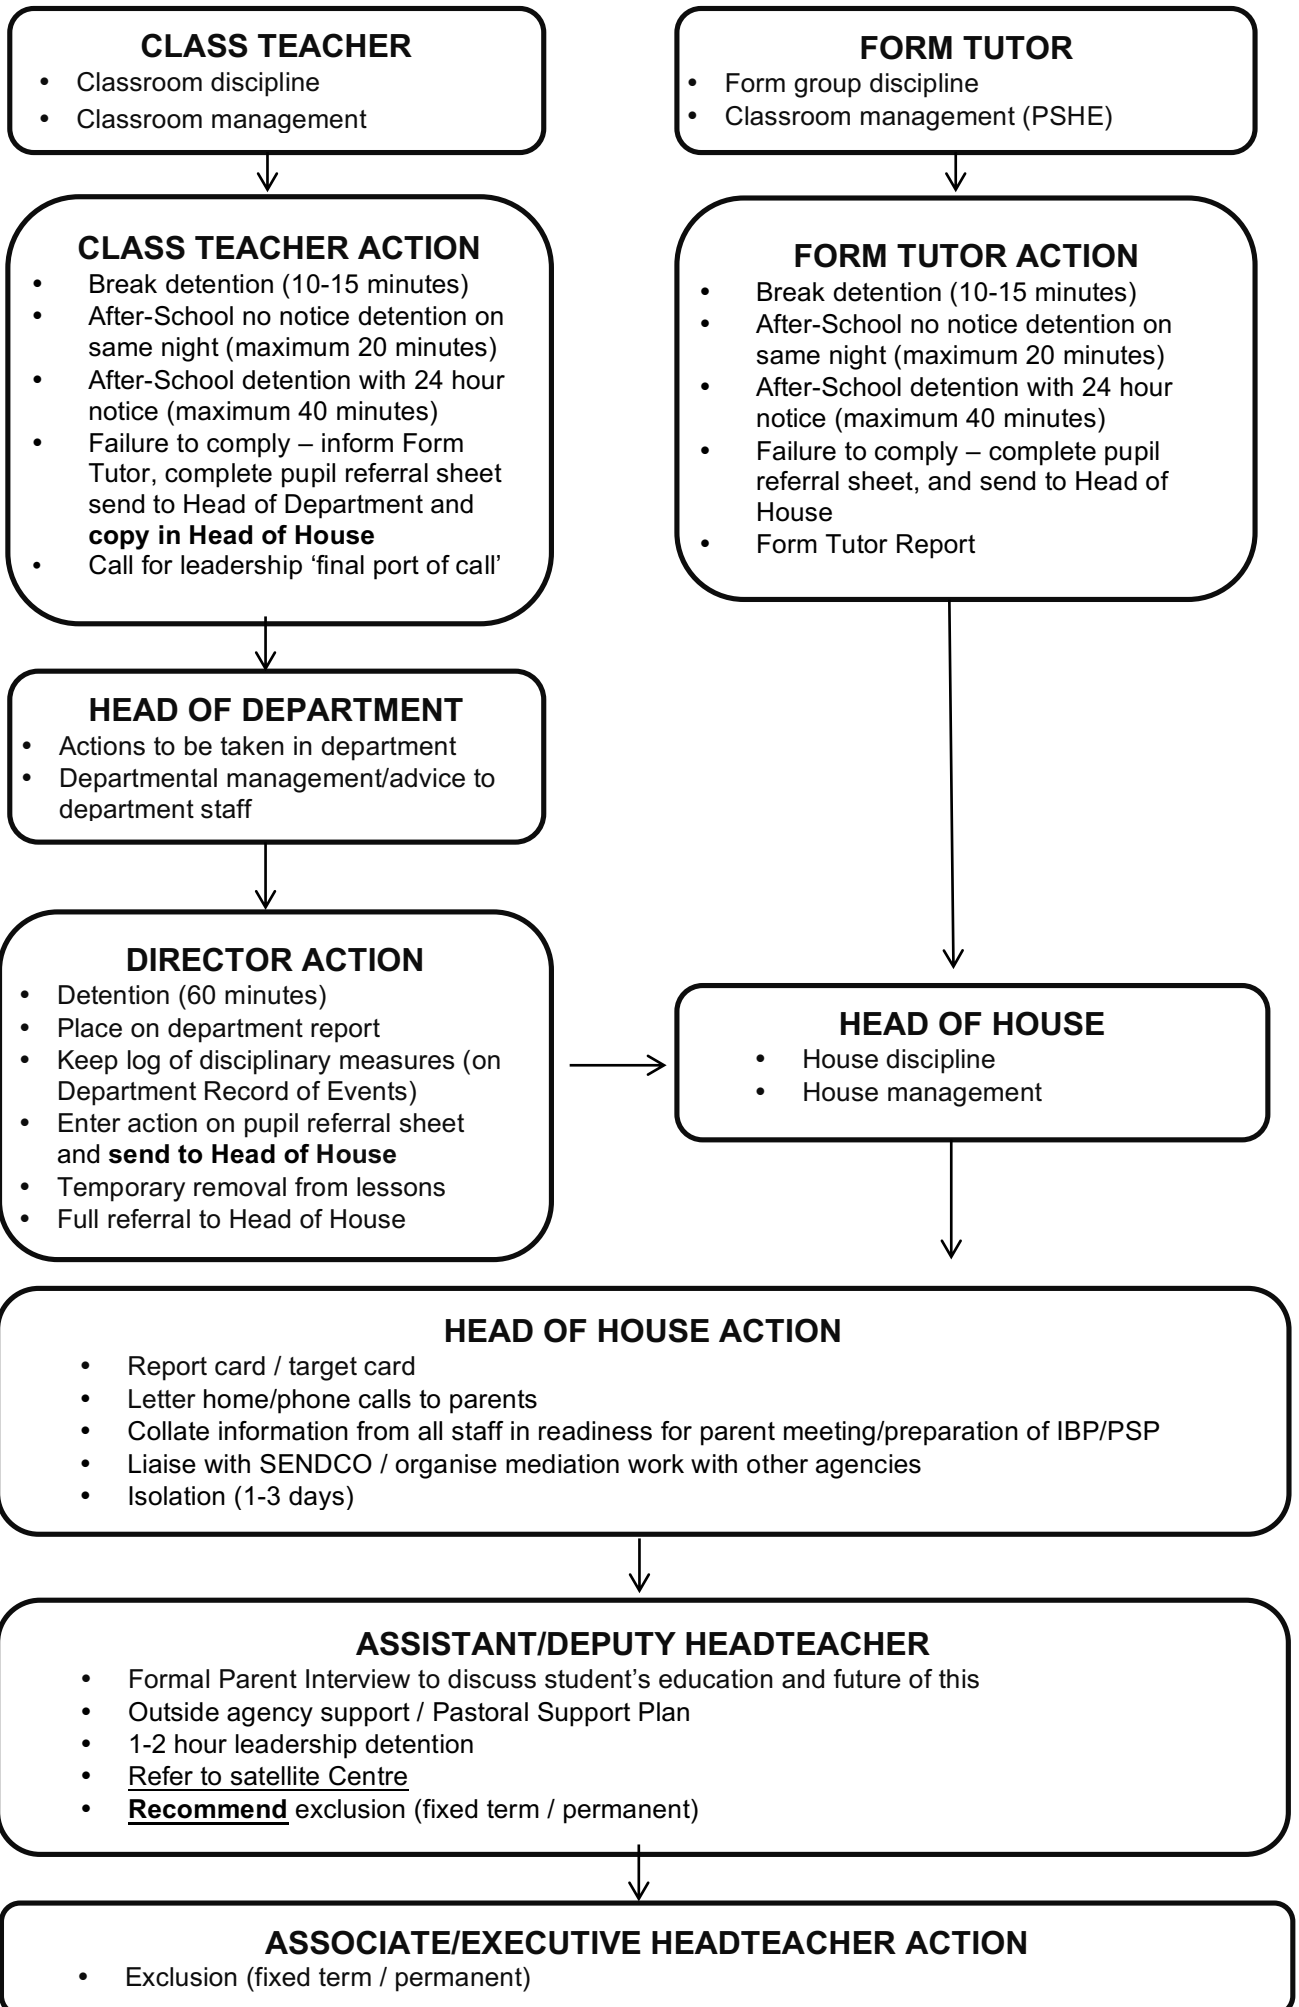 CLASS TEACHER
• Classroom discipline
• Classroom management
FORM TUTOR
• Form group discipline
• Classroom management (PSHE)
CLASS TEACHER ACTION
• Break detention (10-15 minutes)
• After-School no notice detention on
same night (maximum 20 minutes)
• After-School detention with 24 hour
notice (maximum 40 minutes)
• Failure to comply – inform Form
Tutor, complete pupil referral sheet
send to Head of Department and
copy in Head of House
• Call for leadership ‘final port of call’
FORM TUTOR ACTION
• Break detention (10-15 minutes)
• After-School no notice detention on
same night (maximum 20 minutes)
• After-School detention with 24 hour
notice (maximum 40 minutes)
• Failure to comply – complete pupil
referral sheet, and send to Head of
House
• Form Tutor Report
HEAD OF DEPARTMENT
• Actions to be taken in department
• Departmental management/advice to
department staff
DIRECTOR ACTION
• Detention (60 minutes)
• Place on department report
• Keep log of disciplinary measures (on
Department Record of Events)
• Enter action on pupil referral sheet
and send to Head of House
• Temporary removal from lessons
• Full referral to Head of House
HEAD OF HOUSE
• House discipline
• House management
HEAD OF HOUSE ACTION
• Report card / target card
• Letter home/phone calls to parents
• Collate information from all staff in readiness for parent meeting/preparation of IBP/PSP
• Liaise with SENDCO / organise mediation work with other agencies
• Isolation (1-3 days)
ASSISTANT/DEPUTY HEADTEACHER
• Formal Parent Interview to discuss student’s education and future of this
• Outside agency support / Pastoral Support Plan
• 1-2 hour leadership detention
• Refer to satellite Centre
• Recommend exclusion (fixed term / permanent)
ASSOCIATE/EXECUTIVE HEADTEACHER ACTION
• Exclusion (fixed term / permanent)